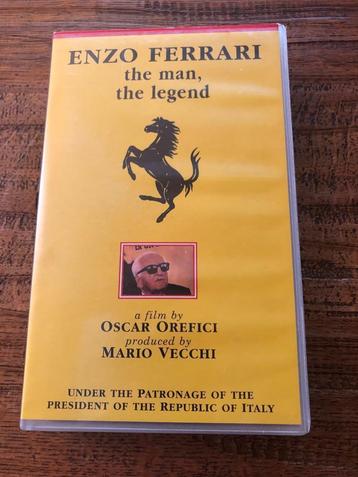 ENZO FERRARI
the man,
the legend
a film by
OSCAR OREFICI
produced by
MARIO VECCHI
UNDER THE PATRONAGE OF THE
PRESIDENT OF THE REPUBLIC OF ITALY